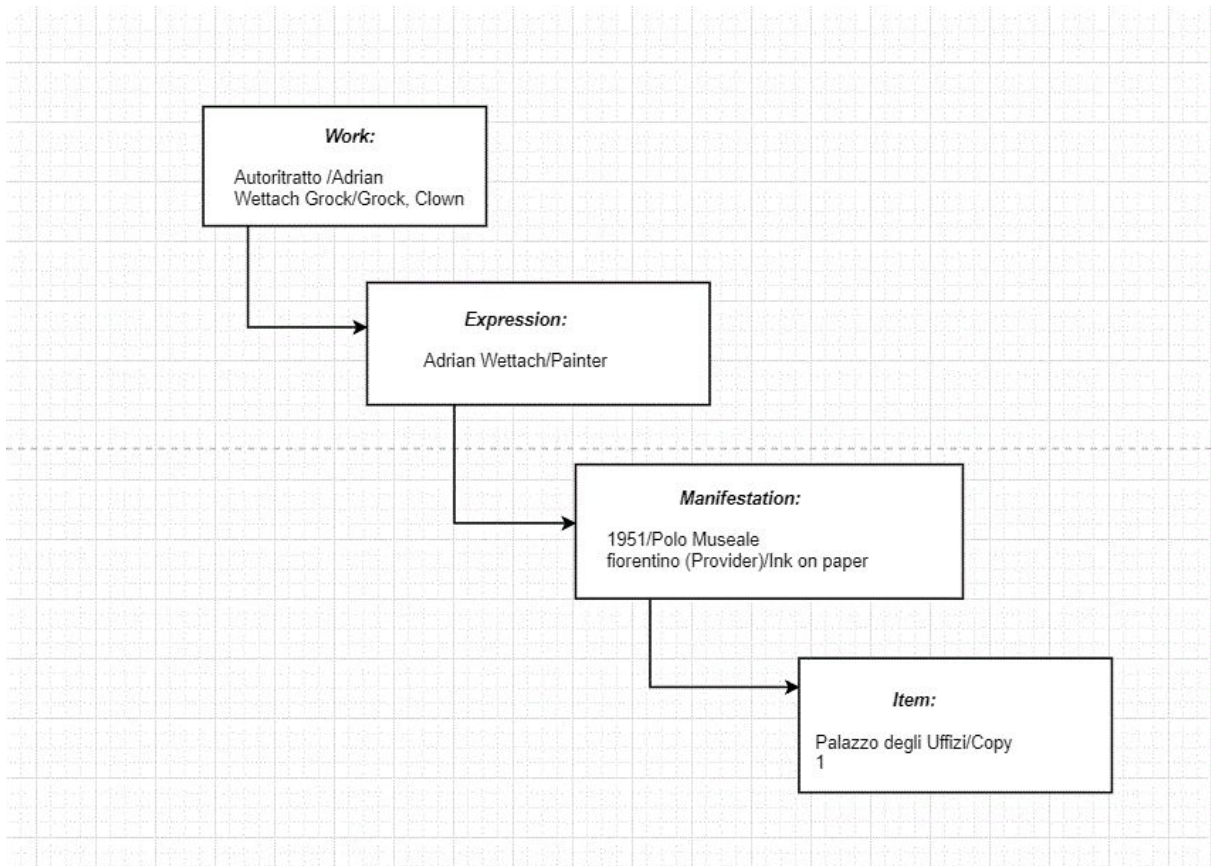 Work:
Autoritratto /Adrian
Wettach Grock/Grock, Clown
Expression:
Adrian Wettach/Painter
Manifestation:
1951/Polo Museale
fiorentino (Provider)/Ink on paper
Item:
Palazzo degli Uffizi/Copy
1